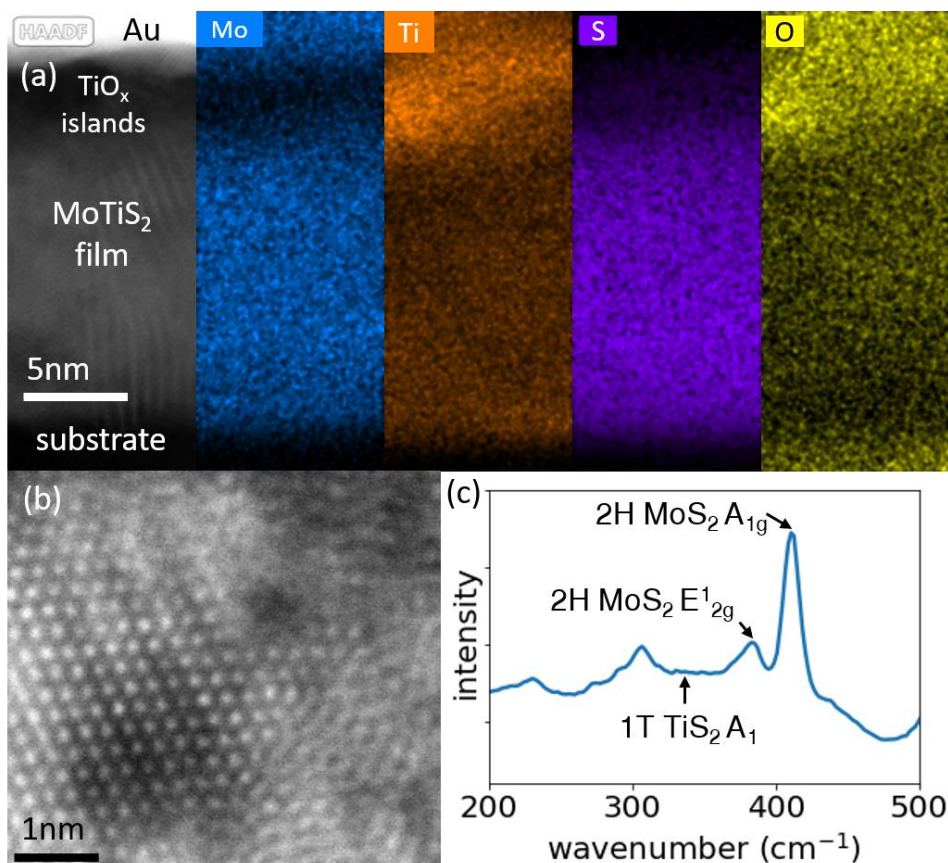 HAADF
Au
Mo
Ti
S
O
(a)
TiOₓ
islands
MoTiS₂
film
5nm
substrate
(b)
1nm
(c)
2H MoS₂ A₁g
2H MoS₂ E¹₂g
1T TiS₂ A₁
intensity
200
300
400
500
wavenumber (cm⁻¹)